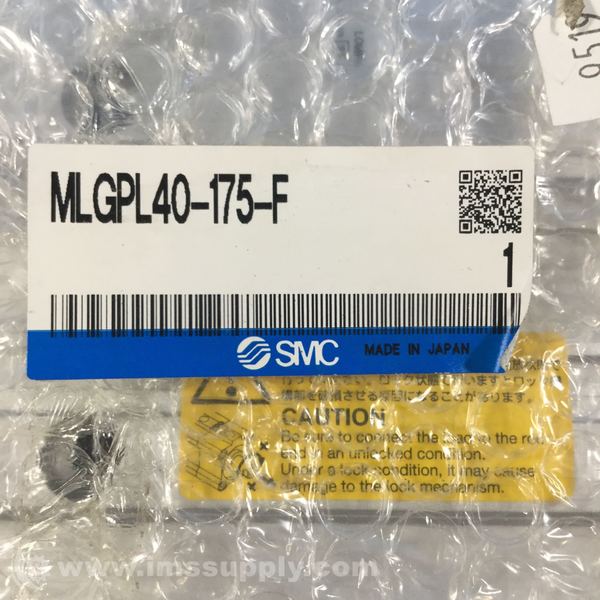 9519
MLGPL40-175-F
1
SMC MADE IN JAPAN
CAUTION
Be sure to connect the load to the rod
end in an unlocked condition.
Under a lock condition, it may cause
damage to the lock mechanism.
www.imssupply.com